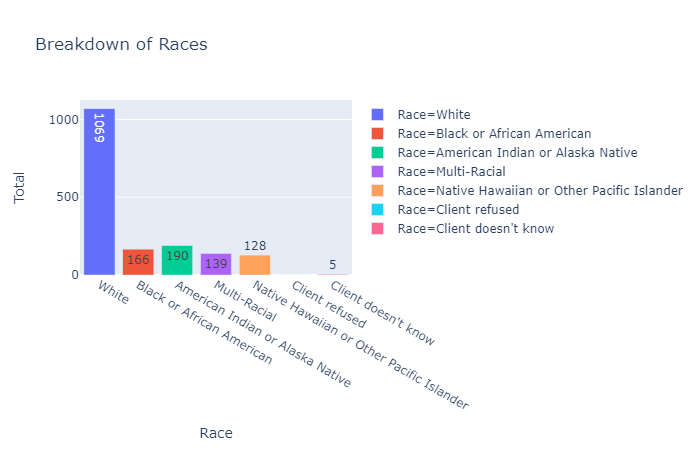 Breakdown of Races
Total
1000
500
0
1069
166
190
139
128
5
White
Black or African American
American Indian or Alaska Native
Multi-Racial
Native Hawaiian or Other Pacific Islander
Client refused
Client doesn't know
Race
Race=White
Race=Black or African American
Race=American Indian or Alaska Native
Race=Multi-Racial
Race=Native Hawaiian or Other Pacific Islander
Race=Client refused
Race=Client doesn't know